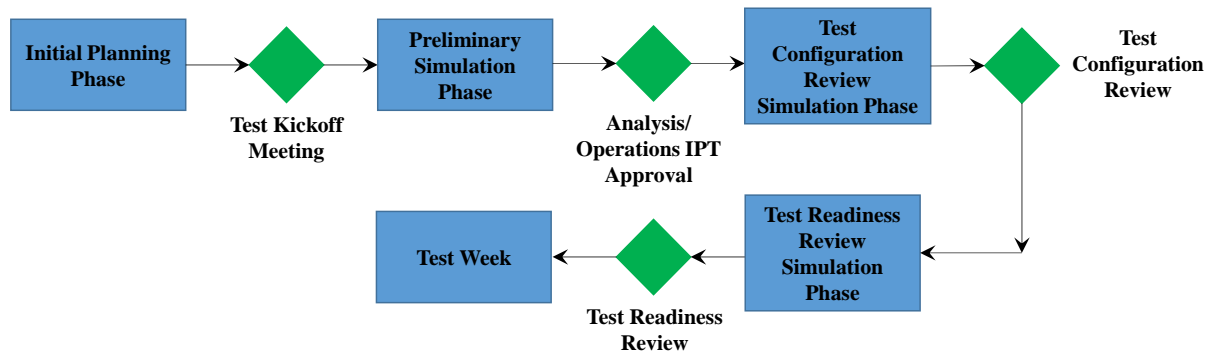 Initial Planning
Phase
Test Kickoff
Meeting
Preliminary
Simulation
Phase
Analysis/
Operations IPT
Approval
Test
Configuration
Review
Simulation Phase
Test
Configuration
Review
Test Readiness
Review
Simulation
Phase
Test Readiness
Review
Test Week